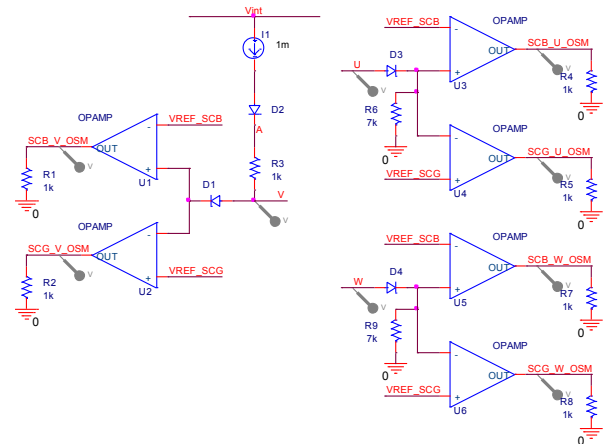 Vint
I1
1m
D2
A
R3
1k
V
V
D1
OPAMP
VREF_SCB
SCB_V_OSM
V
OUT
-
+
U1
R1
1k
0
OPAMP
SCG_V_OSM
V
OUT
-
+
U2
VREF_SCG
R2
1k
0
OPAMP
VREF_SCB
-
+
OUT
U3
SCB_U_OSM
V
R4
1k
0
U
D3
V
R6
7k
0
OPAMP
-
+
OUT
U4
VREF_SCG
SCG_U_OSM
V
R5
1k
0
OPAMP
VREF_SCB
-
+
OUT
U5
SCB_W_OSM
V
R7
1k
0
W
D4
V
R9
7k
0
OPAMP
-
+
OUT
U6
VREF_SCG
SCG_W_OSM
V
R8
1k
0